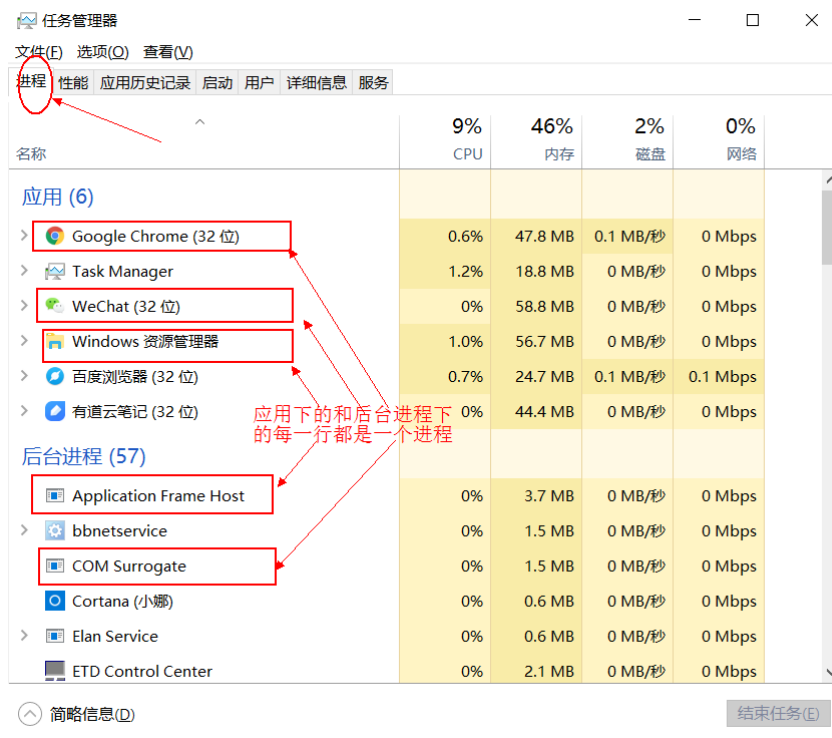 任务管理器
文件(F) 选项(O) 查看(V)
进程 性能 应用历史记录 启动 用户 详细信息 服务
9% 46% 2% 0%
名称 CPU 内存 磁盘 网络
应用 (6)
Google Chrome (32 位) 0.6% 47.8 MB 0.1 MB/秒 0 Mbps
Task Manager 1.2% 18.8 MB 0 MB/秒 0 Mbps
WeChat (32 位) 0% 58.8 MB 0 MB/秒 0 Mbps
Windows 资源管理器 1.0% 56.7 MB 0 MB/秒 0 Mbps
百度浏览器 (32 位) 0.7% 24.7 MB 0.1 MB/秒 0.1 Mbps
有道云笔记 (32 位) 0% 44.4 MB 0 MB/秒 0 Mbps
应用下的和后台进程下
的每一行都是一个进程
后台进程 (57)
Application Frame Host 0% 3.7 MB 0 MB/秒 0 Mbps
bbnetservice 0% 1.5 MB 0 MB/秒 0 Mbps
COM Surrogate 0% 1.5 MB 0 MB/秒 0 Mbps
Cortana (小娜) 0% 0.6 MB 0 MB/秒 0 Mbps
Elan Service 0% 0.6 MB 0 MB/秒 0 Mbps
ETD Control Center 0% 2.1 MB 0 MB/秒 0 Mbps
简略信息(D) 结束任务(E)